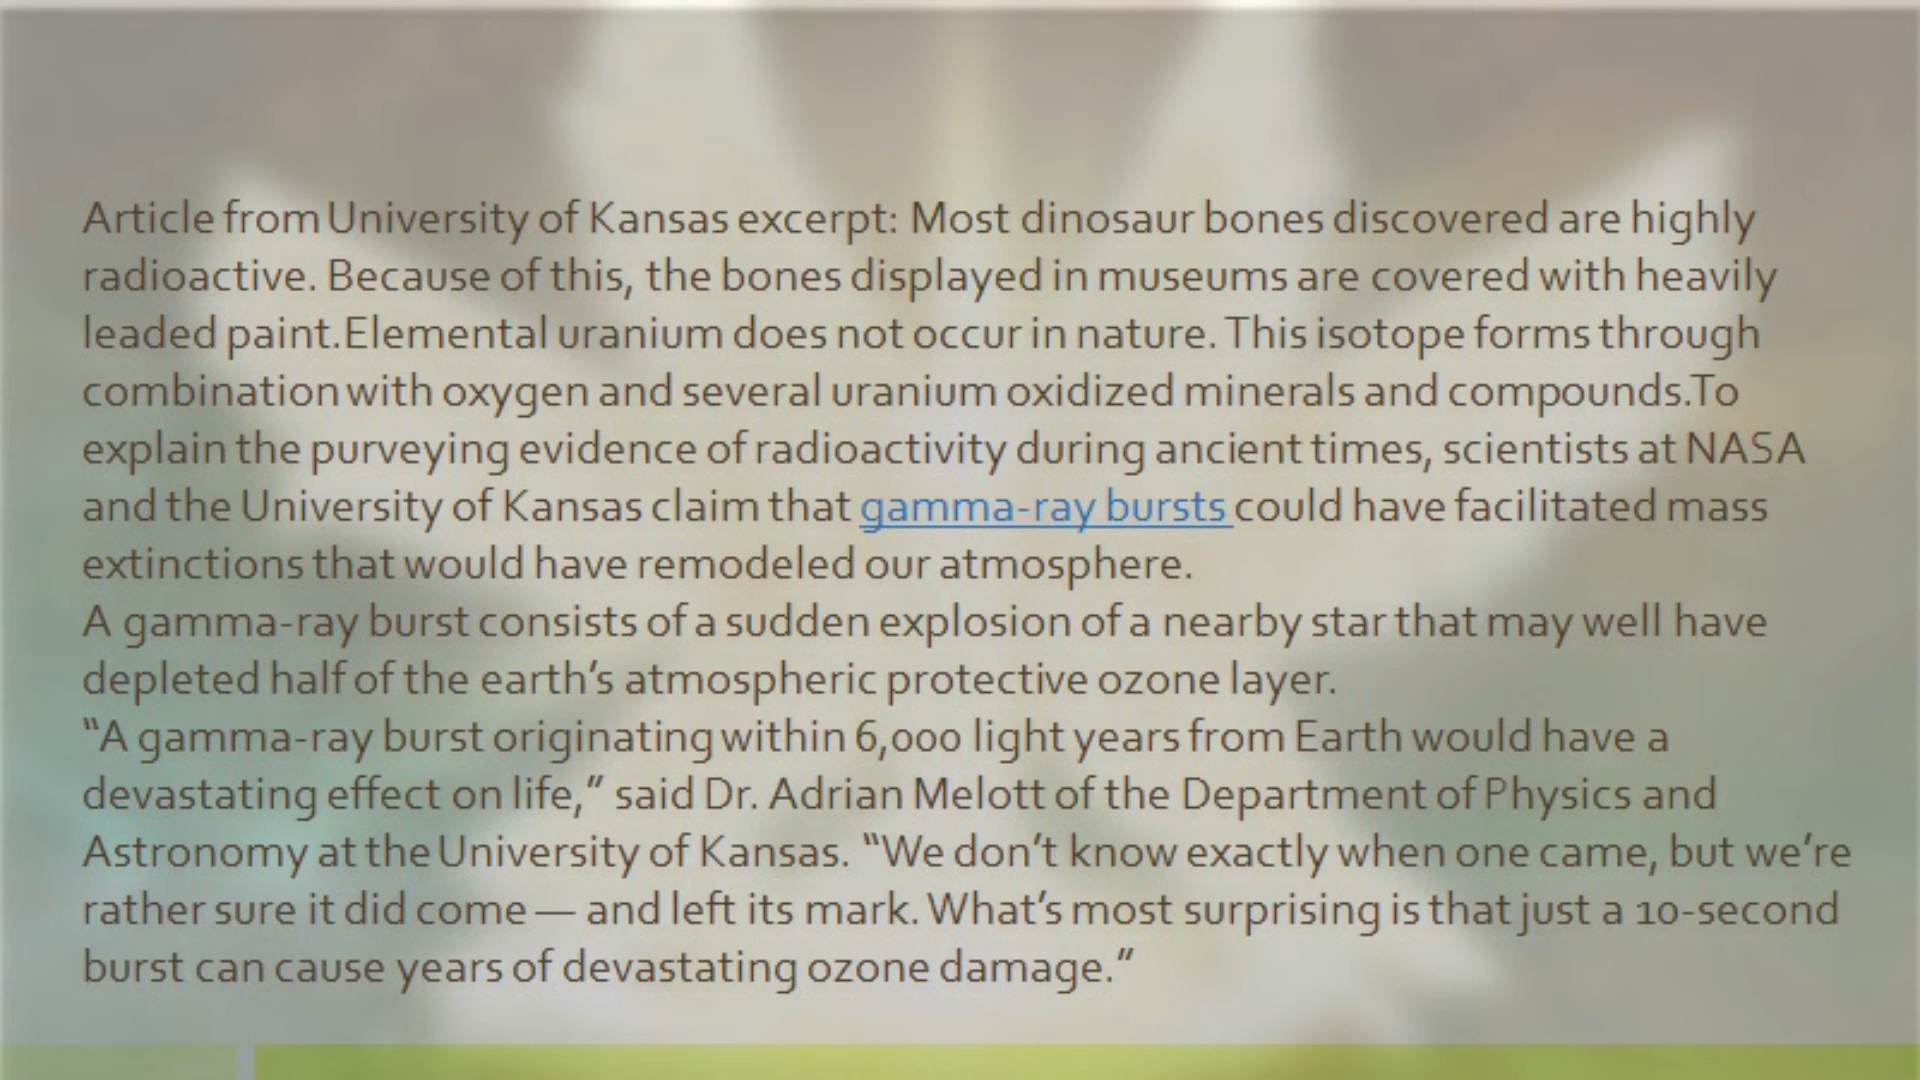 Article from University of Kansas excerpt: Most dinosaur bones discovered are highly
radioactive. Because of this, the bones displayed in museums are covered with heavily
leaded paint.Elemental uranium does not occur in nature. This isotope forms through
combination with oxygen and several uranium oxidized minerals and compounds.To
explain the purveying evidence of radioactivity during ancient times, scientists at NASA
and the University of Kansas claim that gamma-ray bursts could have facilitated mass
extinctions that would have remodeled our atmosphere.
A gamma-ray burst consists of a sudden explosion of a nearby star that may well have
depleted half of the earth’s atmospheric protective ozone layer.
“A gamma-ray burst originating within 6,000 light years from Earth would have a
devastating effect on life,” said Dr. Adrian Melott of the Department of Physics and
Astronomy at the University of Kansas. “We don’t know exactly when one came, but we’re
rather sure it did come — and left its mark. What’s most surprising is that just a 10-second
burst can cause years of devastating ozone damage.”